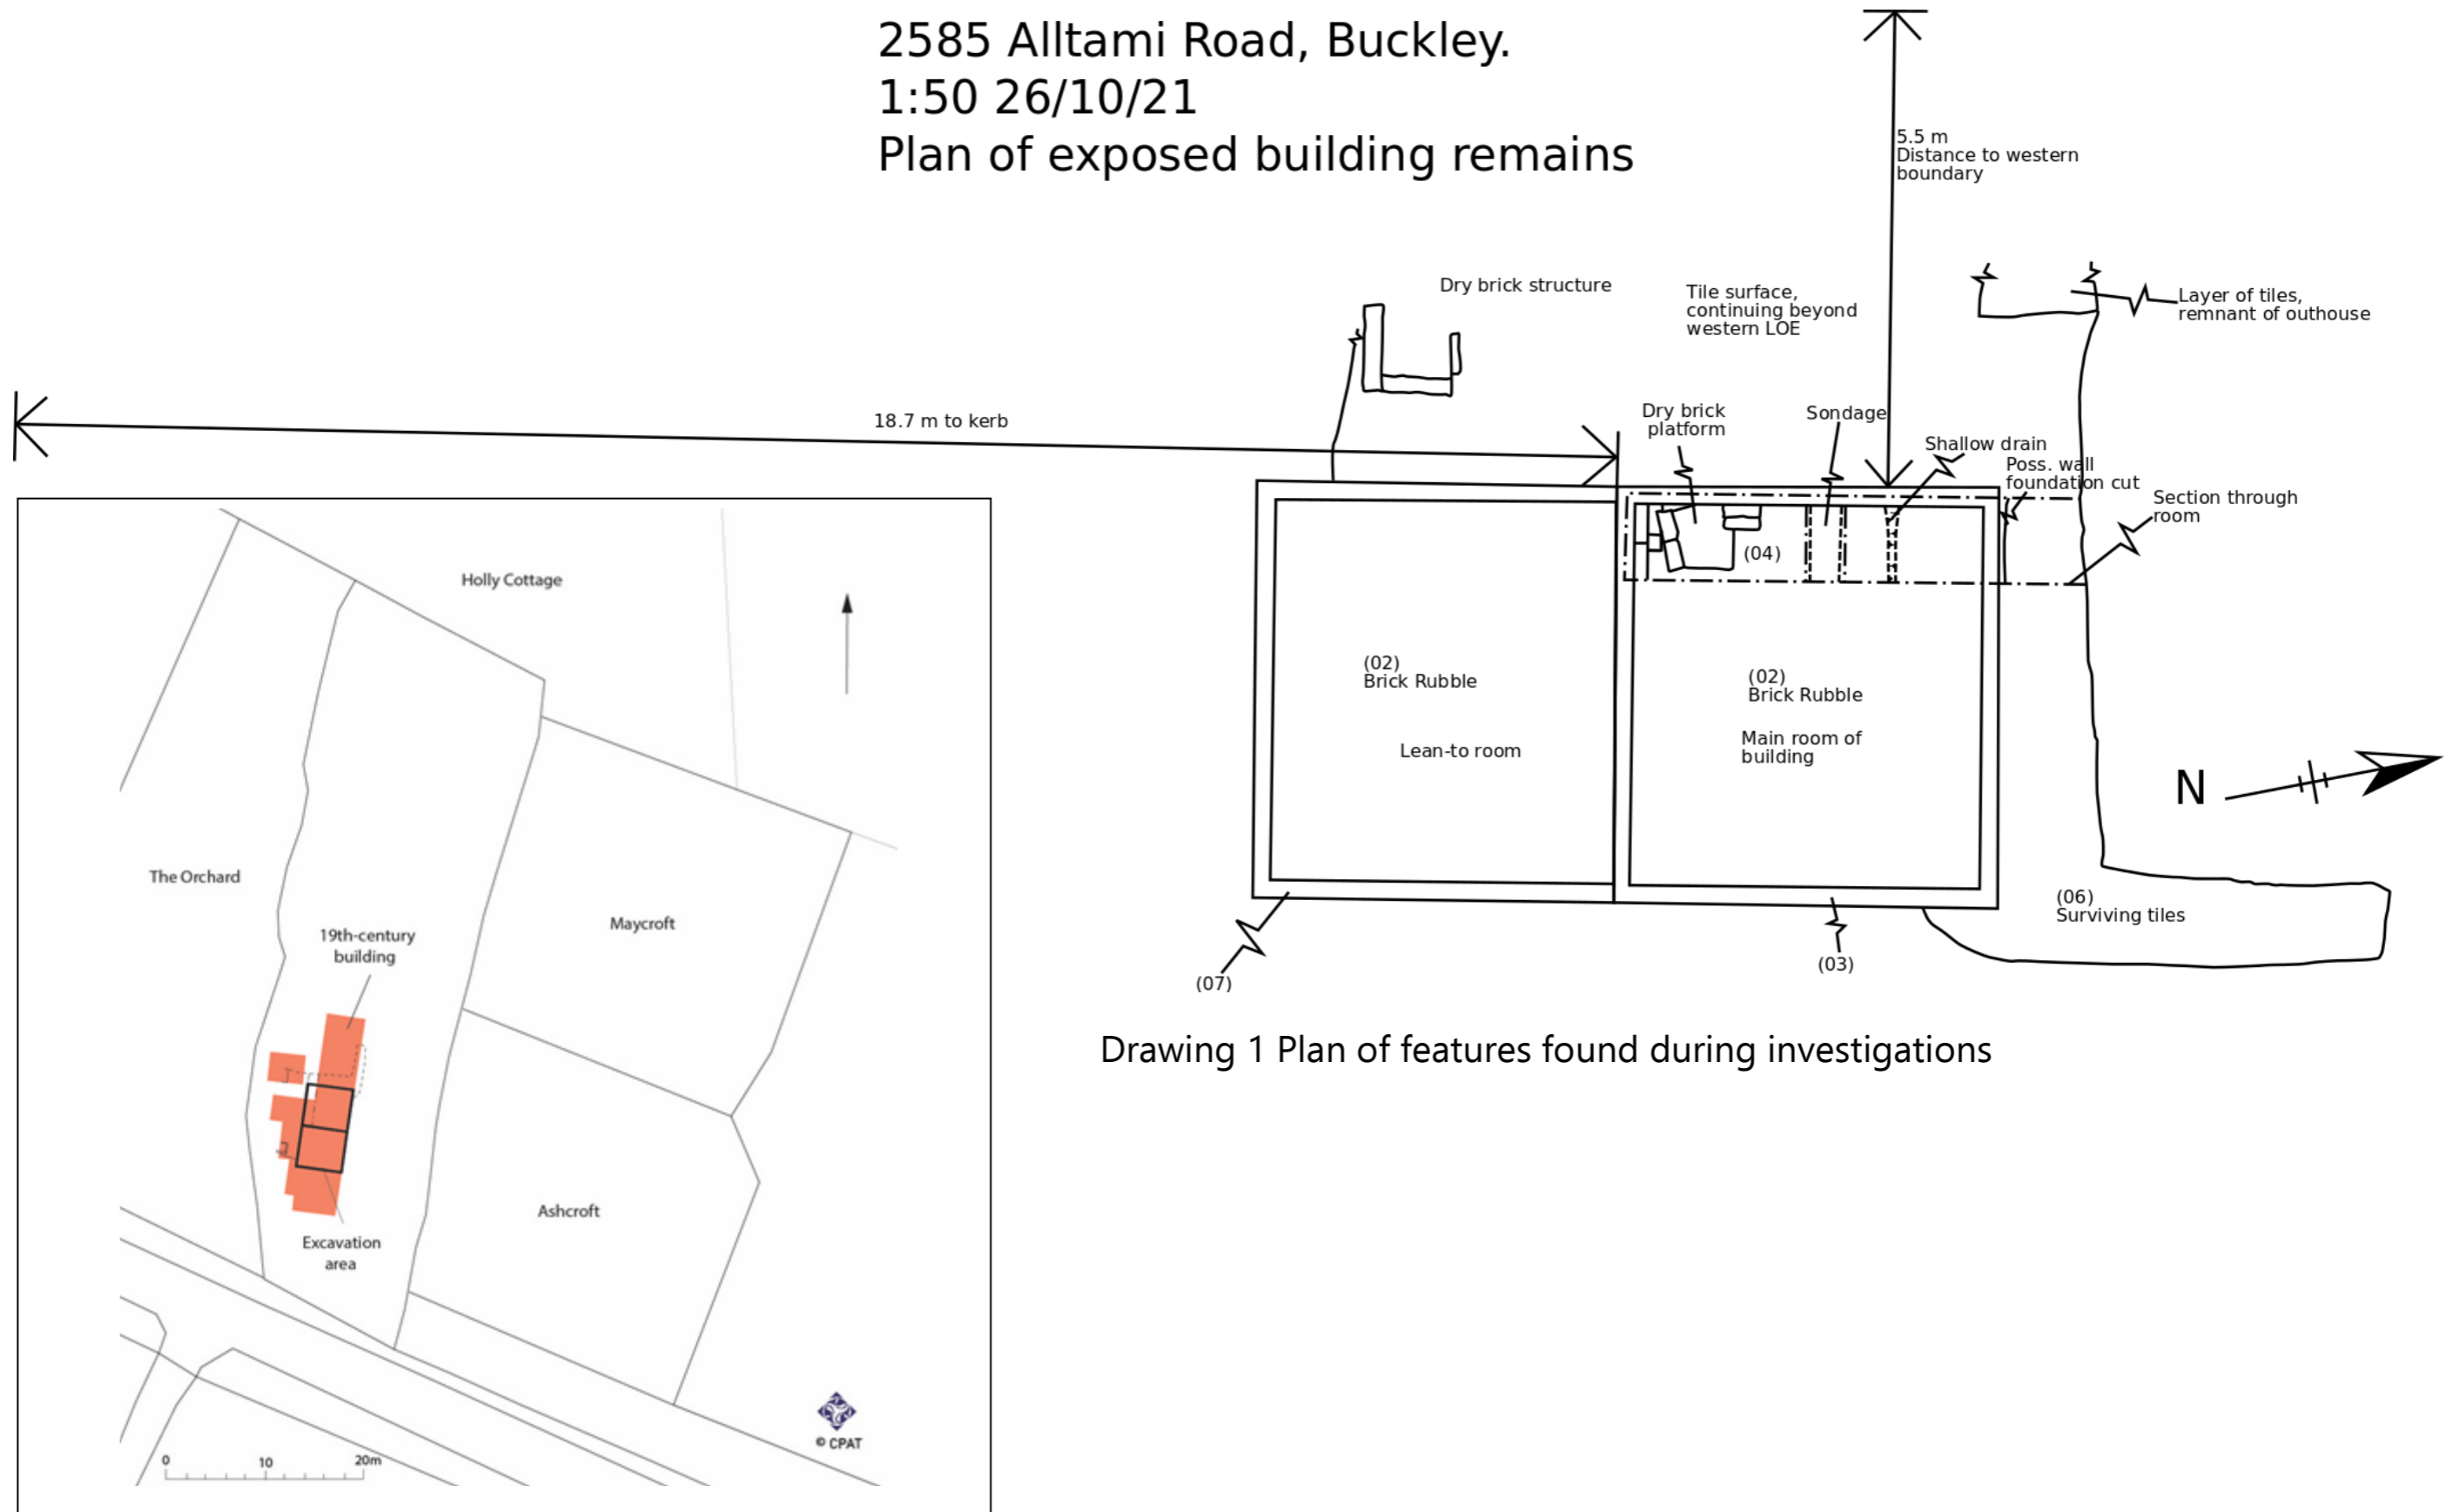 2585 Alltami Road, Buckley.
1:50 26/10/21
Plan of exposed building remains
5.5 m
Distance to western
boundary
Dry brick structure
Tile surface,
continuing beyond
western LOE
Layer of tiles,
remnant of outhouse
18.7 m to kerb
Dry brick
platform
Sondage
Shallow drain
Poss. wall
foundation cut
Section through
room
(04)
(02)
Brick Rubble
Lean-to room
(02)
Brick Rubble
Main room of
building
N
(06)
Surviving tiles
(07)
(03)
Drawing 1 Plan of features found during investigations
Holly Cottage
The Orchard
Maycroft
19th-century
building
Ashcroft
Excavation
area
© CPAT
0 10 20m